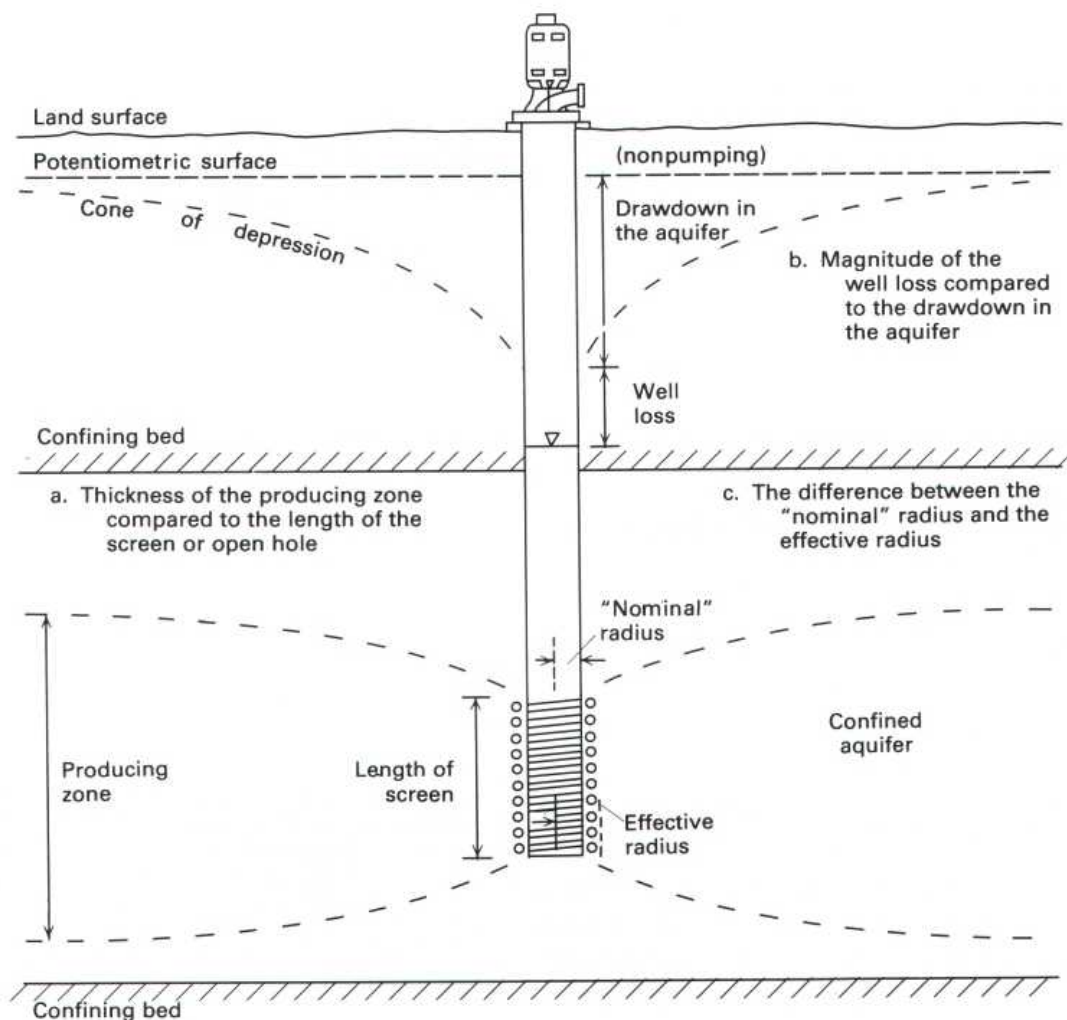 Land surface
Potentiometric surface
(nonpumping)
Cone of depression
Drawdown in
the aquifer
b. Magnitude of the
well loss compared
to the drawdown in
the aquifer
Well
loss
Confining bed
a. Thickness of the producing zone
compared to the length of the
screen or open hole
c. The difference between the
"nominal" radius and the
effective radius
"Nominal"
radius
Producing
zone
Length of
screen
Confined
aquifer
Effective
radius
Confining bed